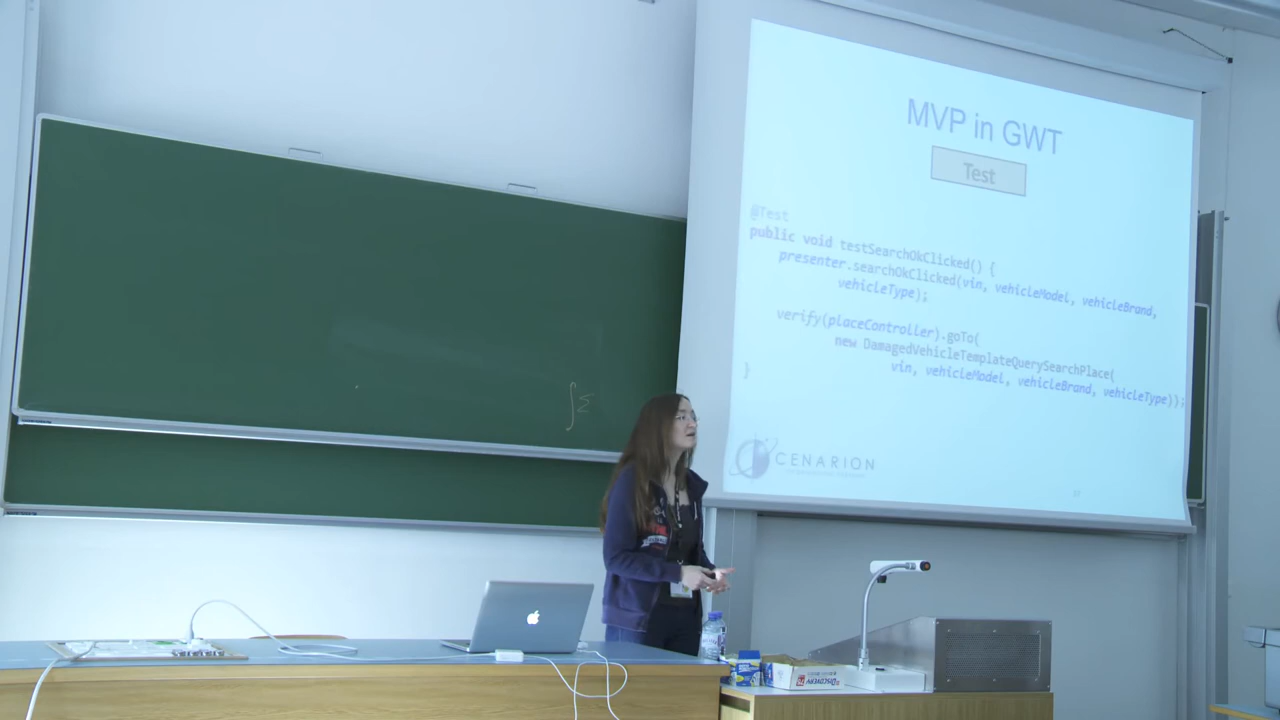 MVP in GWT
Test
@Test
public void testSearchOkClicked() {
presenter.searchOkClicked(vin, vehicleModel, vehicleBrand,
vehicleType);
verify(placeController).goTo(
new DamagedVehicleTemplateQuerySearchPlace(
vin, vehicleModel, vehicleBrand, vehicleType));
}
CENARION
∫Σ
DISCOVERY